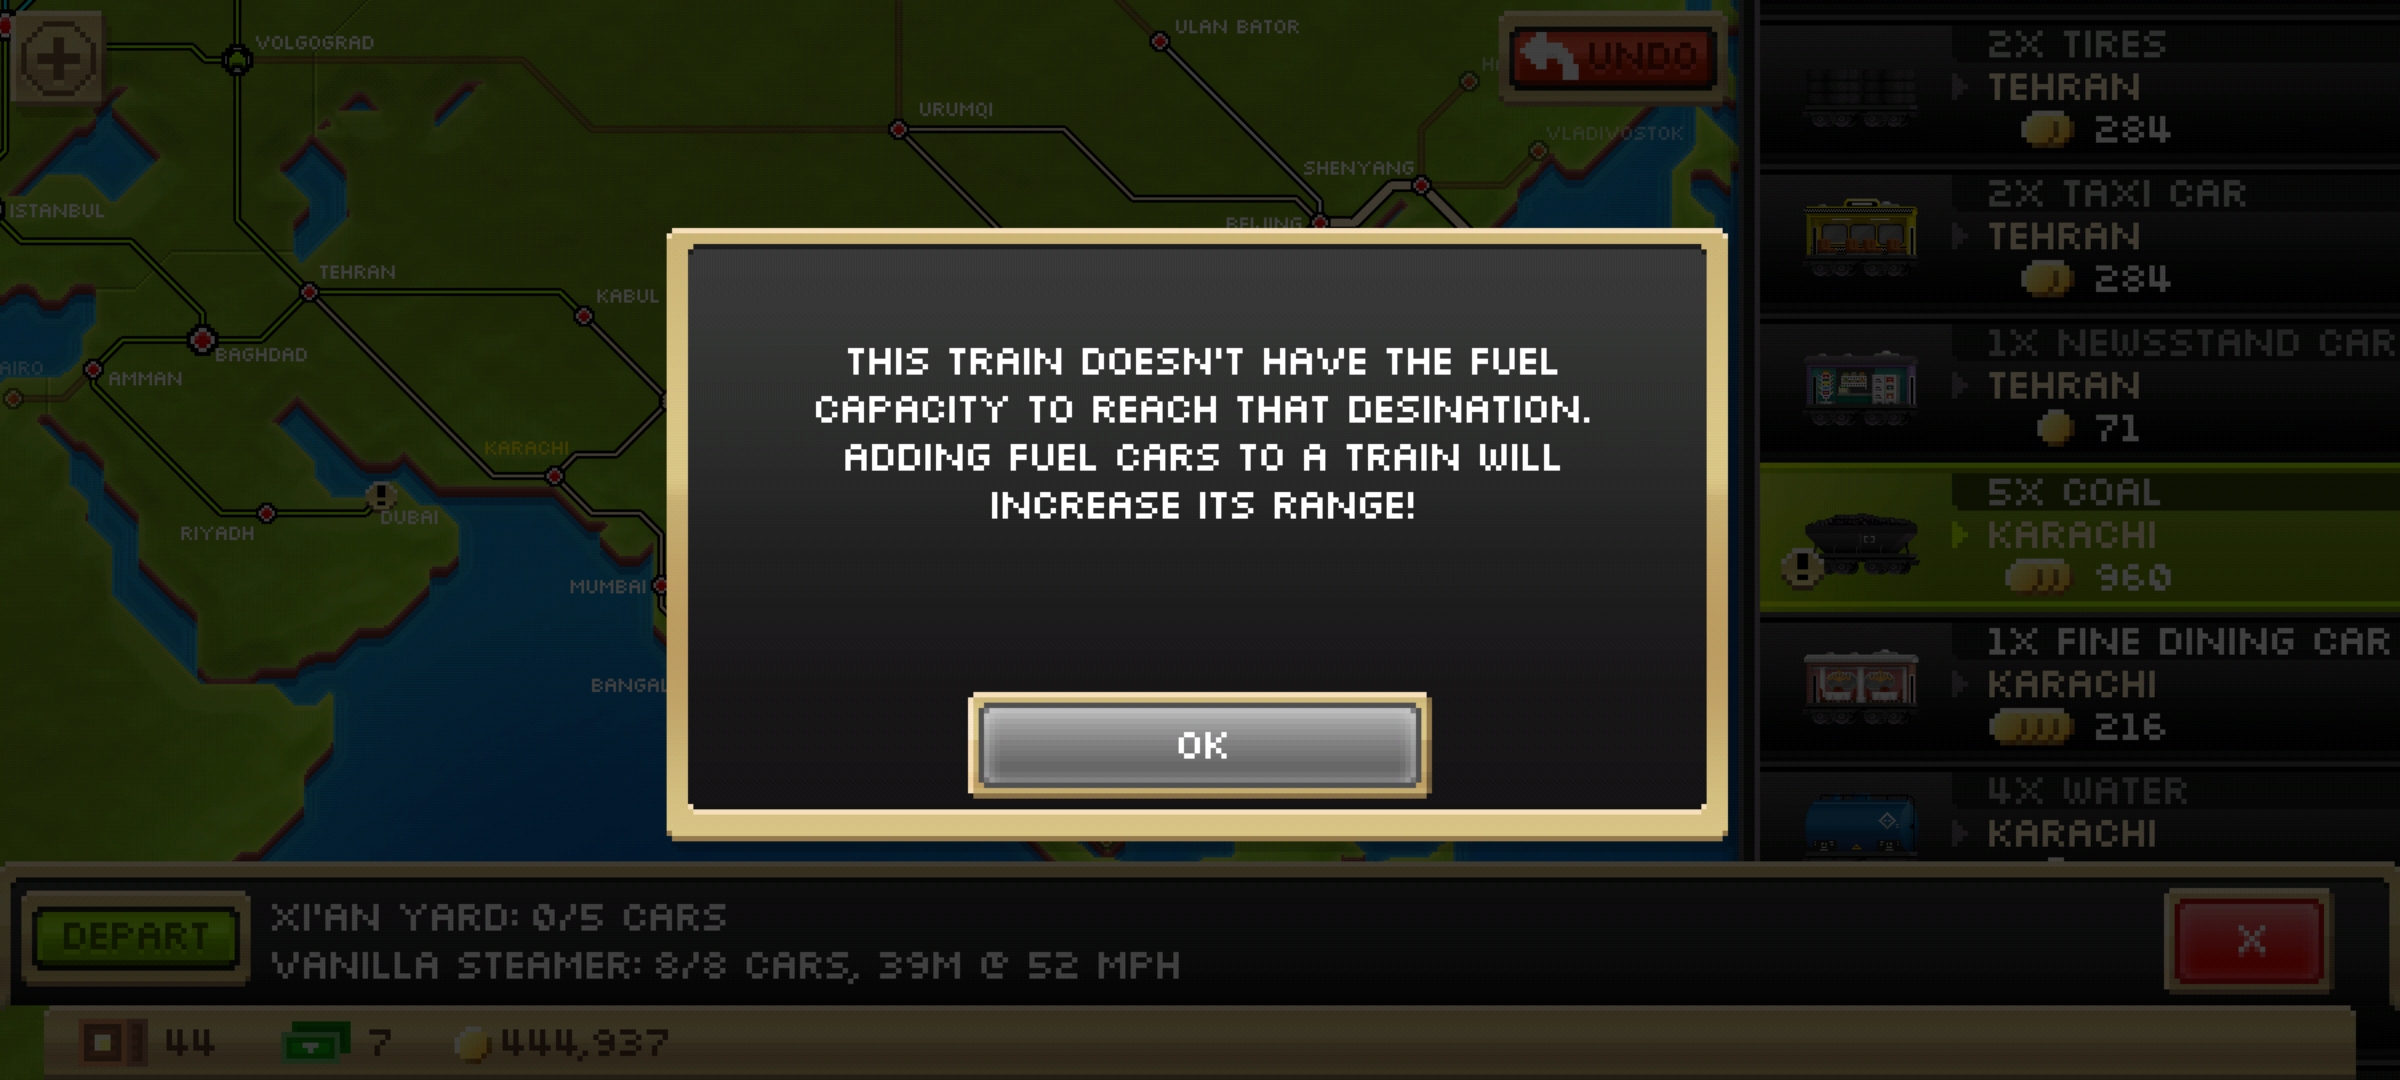 VOLGOGRAD
ULAN BATOR
UNDO
URUMQI
VLADIVOSTOK
SHENYANG
BEIJING
ISTANBUL
TEHRAN
KABUL
BAGHDAD
AIRO
AMMAN
KARACHI
DUBAI
RIYADH
MUMBAI
BANGAL
THIS TRAIN DOESN'T HAVE THE FUEL
CAPACITY TO REACH THAT DESINATION.
ADDING FUEL CARS TO A TRAIN WILL
INCREASE ITS RANGE!
OK
2X TIRES
TEHRAN
284
2X TAXI CAR
TEHRAN
284
1X NEWSSTAND CAR
TEHRAN
71
5X COAL
KARACHI
960
1X FINE DINING CAR
KARACHI
216
4X WATER
KARACHI
DEPART
XI'AN YARD: 0/5 CARS
VANILLA STEAMER: 8/8 CARS, 39M @ 52 MPH
X
44
7
444,937